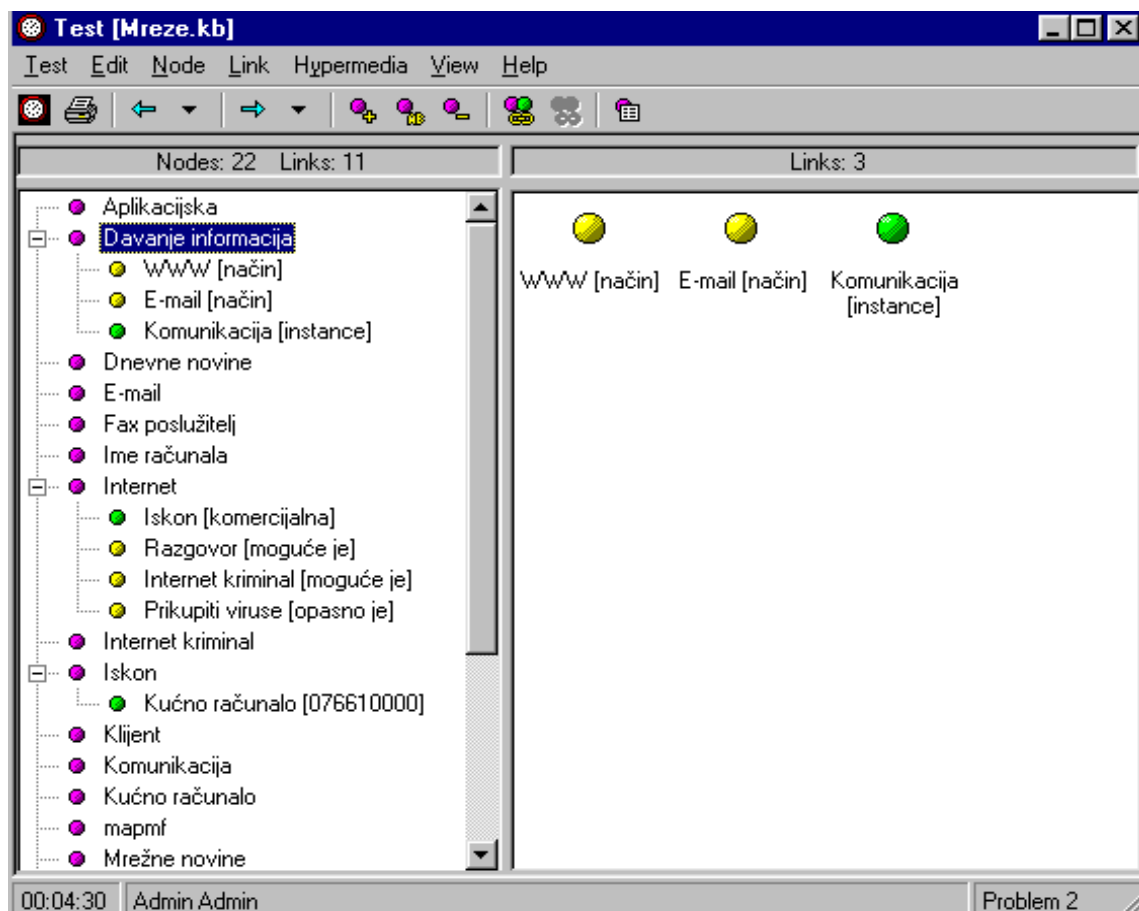 Test [Mreze.kb]
Test Edit Node Link Hypermedia View Help
Nodes: 22 Links: 11
Links: 3
Aplikacijska
Davanje informacija
WWW [način]
E-mail [način]
Komunikacija [instance]
Dnevne novine
E-mail
Fax poslužitelj
Ime računala
Internet
Iskon [komercijalna]
Razgovor [moguće je]
Internet kriminal [moguće je]
Prikupiti viruse [opasno je]
Internet kriminal
Iskon
Kućno računalo [076610000]
Klijent
Komunikacija
Kućno računalo
mapmf
Mrežne novine
WWW [način] E-mail [način] Komunikacija
[instance]
00:04:30 Admin Admin Problem 2